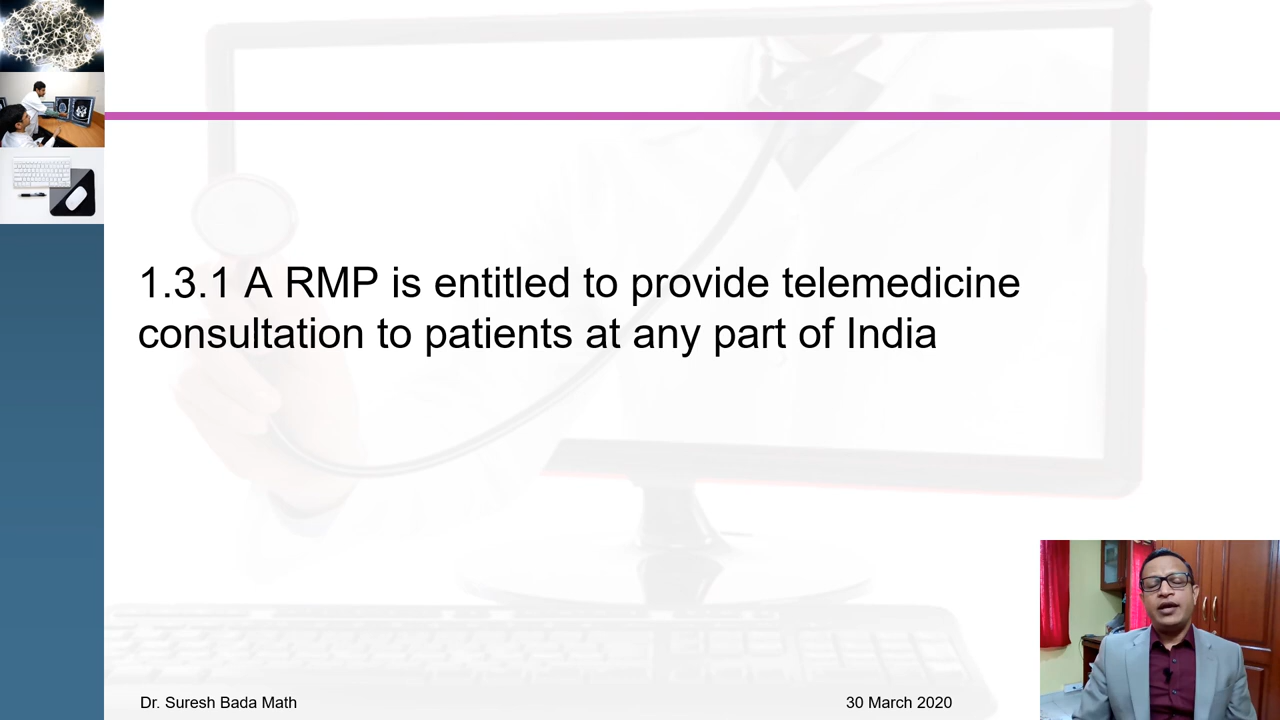 1.3.1 A RMP is entitled to provide telemedicine
consultation to patients at any part of India
Dr. Suresh Bada Math
30 March 2020